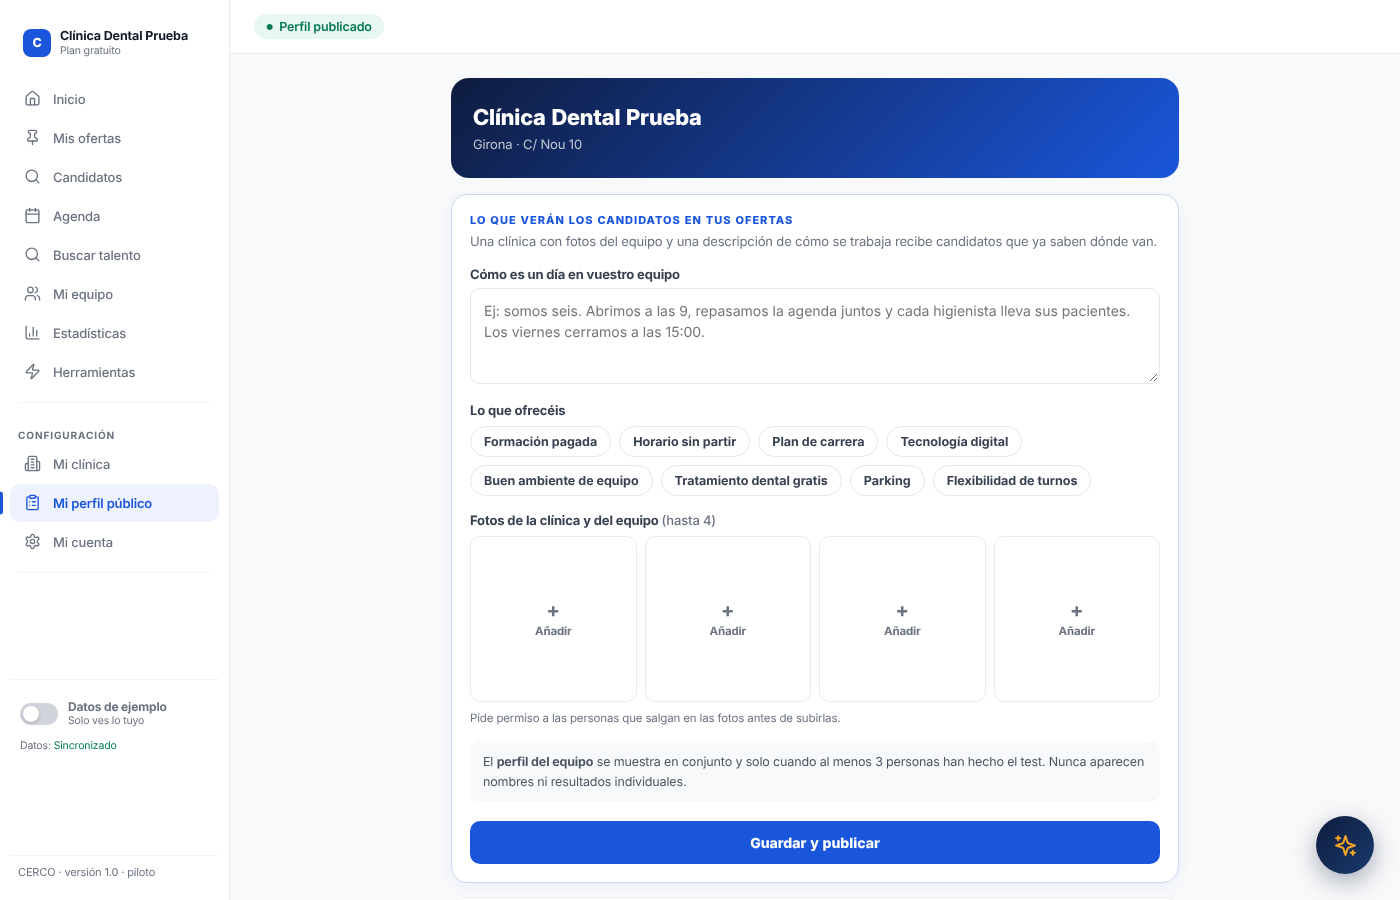 C
Clínica Dental Prueba
Plan gratuito
Inicio
Mis ofertas
Candidatos
Agenda
Buscar talento
Mi equipo
Estadísticas
Herramientas
CONFIGURACIÓN
Mi clínica
Mi perfil público
Mi cuenta
Datos de ejemplo
Solo ves lo tuyo
Datos: Sincronizado
CERCO · versión 1.0 · piloto
Perfil publicado
Clínica Dental Prueba
Girona · C/ Nou 10
LO QUE VERÁN LOS CANDIDATOS EN TUS OFERTAS
Una clínica con fotos del equipo y una descripción de cómo se trabaja recibe candidatos que ya saben dónde van.
Cómo es un día en vuestro equipo
Ej: somos seis. Abrimos a las 9, repasamos la agenda juntos y cada higienista lleva sus pacientes.
Los viernes cerramos a las 15:00.
Lo que ofrecéis
Formación pagada Horario sin partir Plan de carrera Tecnología digital
Buen ambiente de equipo Tratamiento dental gratis Parking Flexibilidad de turnos
Fotos de la clínica y del equipo (hasta 4)
+ + + +
Añadir Añadir Añadir Añadir
Pide permiso a las personas que salgan en las fotos antes de subirlas.
El perfil del equipo se muestra en conjunto y solo cuando al menos 3 personas han hecho el test. Nunca aparecen
nombres ni resultados individuales.
Guardar y publicar